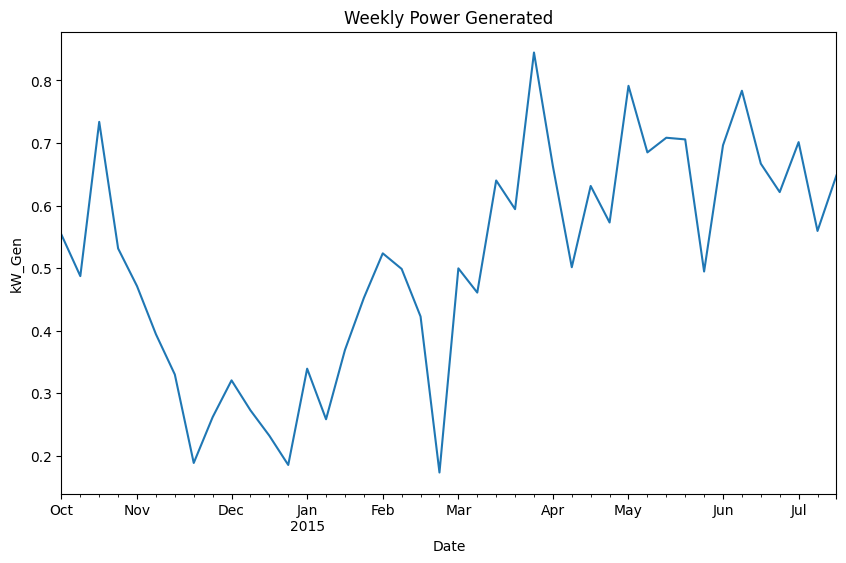 Weekly Power Generated
kW_Gen
0.8
0.7
0.6
0.5
0.4
0.3
0.2
Oct Nov Dec Jan Feb Mar Apr May Jun Jul
2015
Date